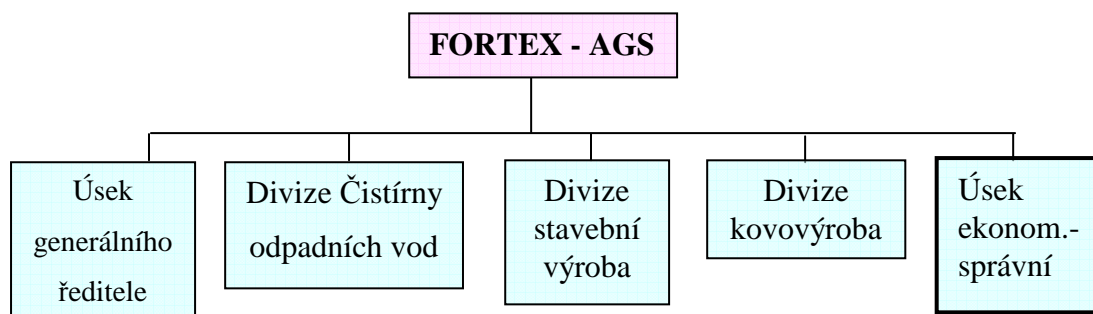 FORTEX - AGS
Úsek
generálního
ředitele
Divize Čistírny
odpadních vod
Divize
stavební
výroba
Divize
kovovýroba
Úsek
ekonom.-
správní